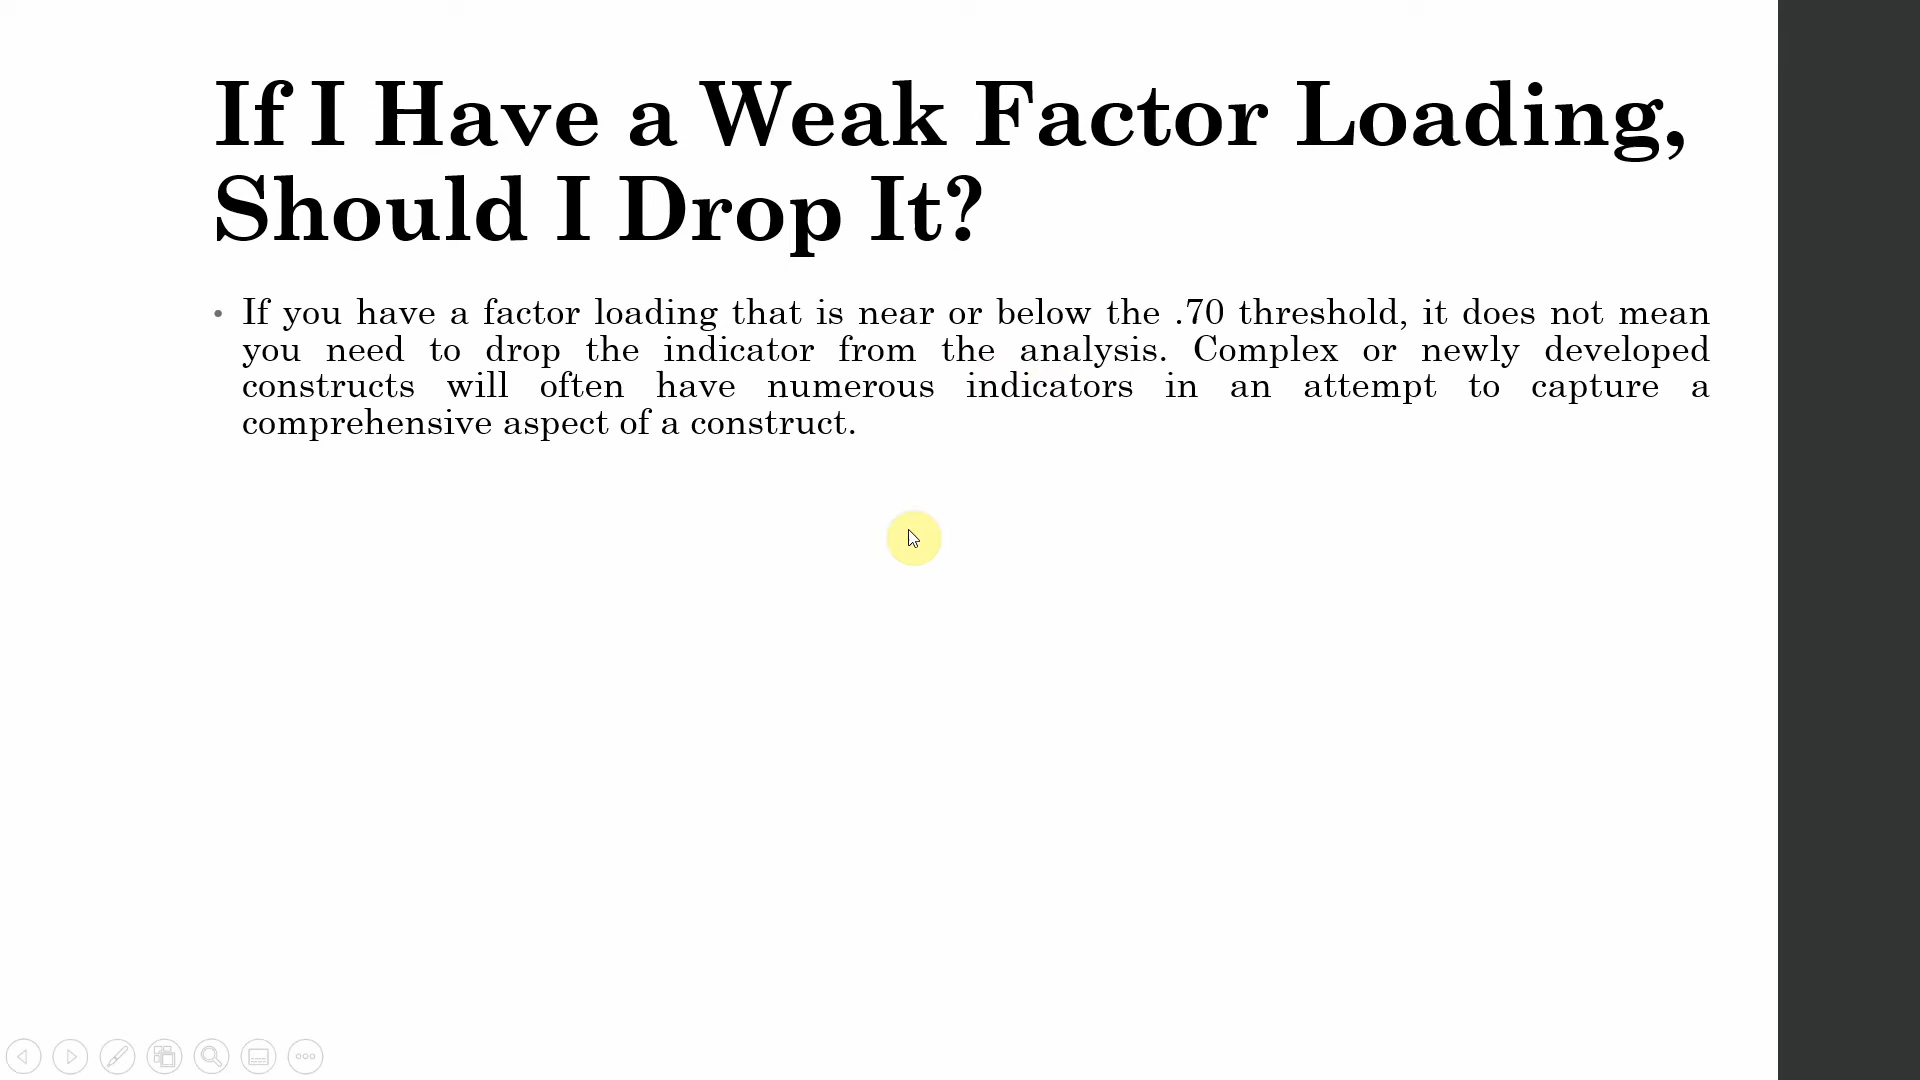 If I Have a Weak Factor Loading,
Should I Drop It?
• If you have a factor loading that is near or below the .70 threshold, it does not mean
you need to drop the indicator from the analysis. Complex or newly developed
constructs will often have numerous indicators in an attempt to capture a
comprehensive aspect of a construct.